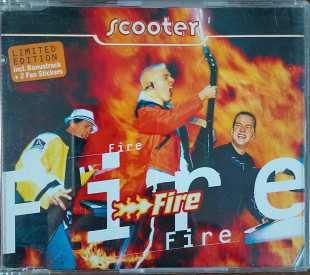 scooter
LIMITED
EDITION
incl. Bonustrack
+ 2 Fan Stickers
Fire
Fire
Fire
Fire